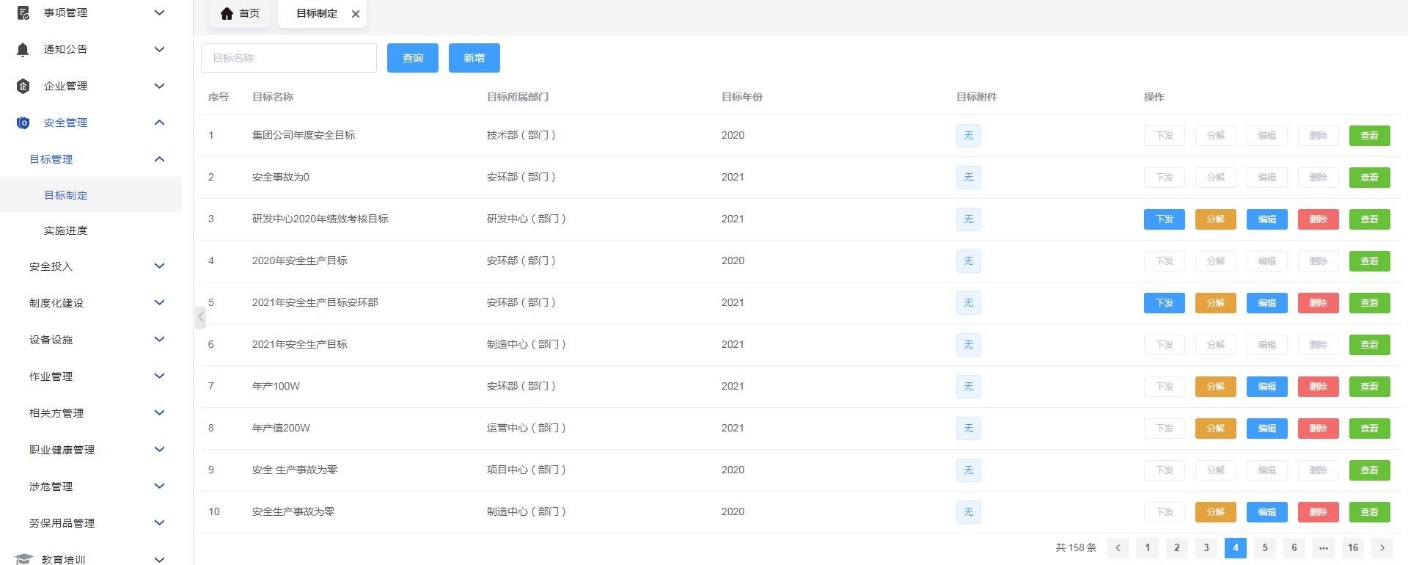 事项管理
通知公告
企业管理
安全管理
目标管理
目标制定
实施进度
安全投入
制度化建设
设备设施
作业管理
相关方管理
职业健康管理
涉危管理
劳保用品管理
教育培训
首页 目标制定
目标名称 查询 新增
序号 目标名称 目标所属部门 目标年份 目标附件 操作
1 集团公司年度安全目标 技术部（部门） 2020 无 下发 分解 编辑 删除 查看
2 安全事故为0 安环部（部门） 2021 无 下发 分解 编辑 删除 查看
3 研发中心2020年绩效考核目标 研发中心（部门） 2021 无 下发 分解 编辑 删除 查看
4 2020年安全生产目标 安环部（部门） 2020 无 下发 分解 编辑 删除 查看
5 2021年安全生产目标安环部 安环部（部门） 2021 无 下发 分解 编辑 删除 查看
6 2021年安全生产目标 制造中心（部门） 2021 无 下发 分解 编辑 删除 查看
7 年产100W 安环部（部门） 2021 无 下发 分解 编辑 删除 查看
8 年产值200W 运营中心（部门） 2021 无 下发 分解 编辑 删除 查看
9 安全 生产事故为零 项目中心（部门） 2020 无 下发 分解 编辑 删除 查看
10 安全生产事故为零 制造中心（部门） 2020 无 下发 分解 编辑 删除 查看
共 158 条 1 2 3 4 5 6 ••• 16